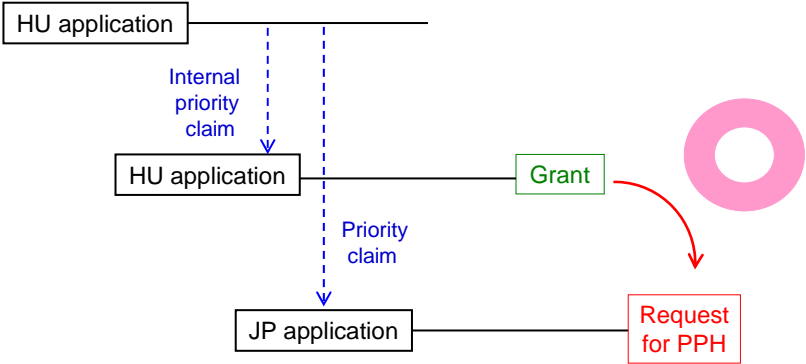 HU application
Internal
priority
claim
HU application
Grant
Priority
claim
JP application
Request
for PPH